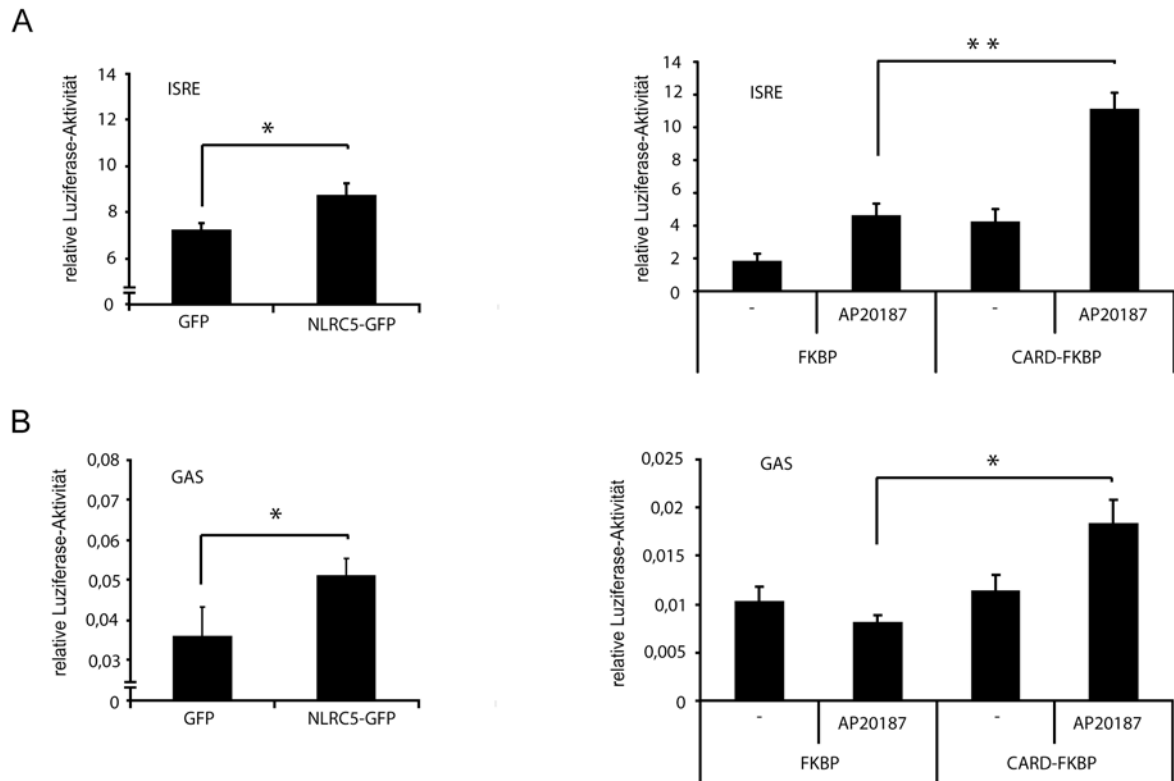 A
relative Luziferase-Aktivität
14
12
10
8
6
0
ISRE
*
GFP NLRC5-GFP
relative Luziferase-Aktivität
14
12
10
8
6
4
2
0
ISRE
* *
- AP20187 - AP20187
FKBP CARD-FKBP
B
relative Luziferase-Aktivität
0,08
0,07
0,06
0,05
0,04
0,03
0
GAS
*
GFP NLRC5-GFP
relative Luziferase-Aktivität
0,025
0,02
0,015
0,01
0,005
0
GAS
*
- AP20187 - AP20187
FKBP CARD-FKBP